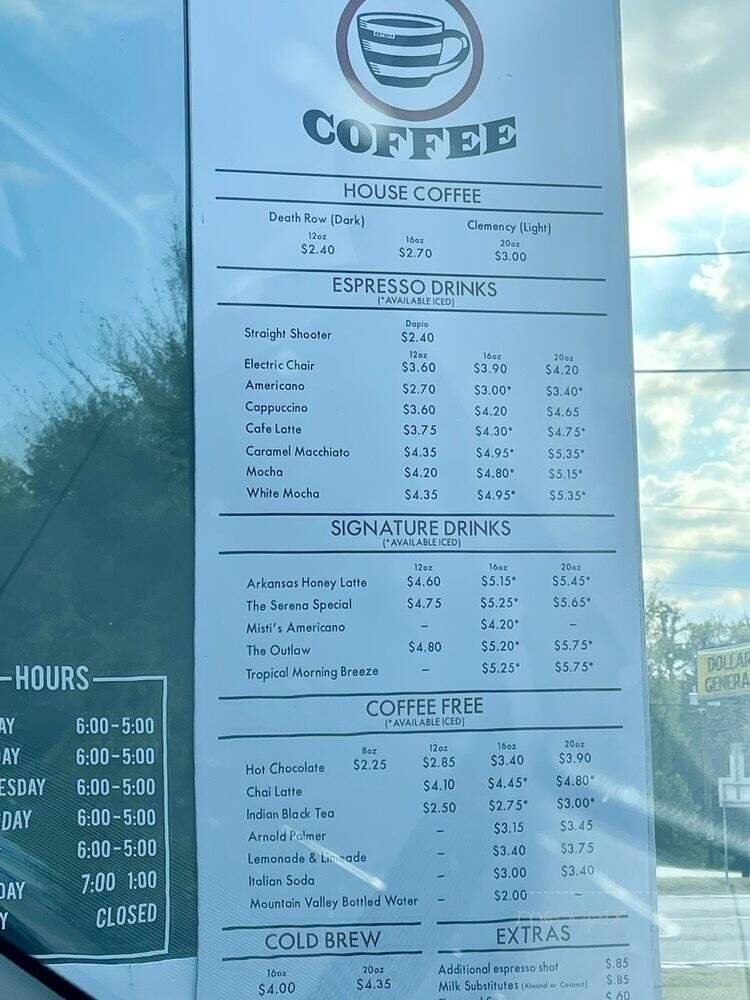 COFFEE
HOUSE COFFEE
Death Row (Dark) Clemency (Light)
12oz 16oz 20oz
$2.40 $2.70 $3.00
ESPRESSO DRINKS
(*AVAILABLE ICED)
Dopio
Straight Shooter $2.40
12oz 16oz 20oz
Electric Chair $3.60 $3.90 $4.20
Americano $2.70 $3.00* $3.40*
Cappuccino $3.60 $4.20 $4.65
Cafe Latte $3.75 $4.30* $4.75*
Caramel Macchiato $4.35 $4.95* $5.35*
Mocha $4.20 $4.80* $5.15*
White Mocha $4.35 $4.95* $5.35*
SIGNATURE DRINKS
(*AVAILABLE ICED)
12oz 16oz 20oz
Arkansas Honey Latte $4.60 $5.15* $5.45*
The Serena Special $4.75 $5.25* $5.65*
Misti's Americano – $4.20* –
The Outlaw $4.80 $5.20* $5.75*
Tropical Morning Breeze – $5.25* $5.75*
COFFEE FREE
(*AVAILABLE ICED)
8oz 12oz 16oz 20oz
Hot Chocolate $2.25 $2.85 $3.40 $3.90
Chai Latte $4.10 $4.45* $4.80*
Indian Black Tea $2.50 $2.75* $3.00*
Arnold Palmer – $3.15 $3.45
Lemonade & Limeade – $3.40 $3.75
Italian Soda – $3.00 $3.40
Mountain Valley Bottled Water – $2.00 –
COLD BREW
16oz 20oz
$4.00 $4.35
EXTRAS
Additional espresso shot $.85
Milk Substitutes (Almond or Coconut) $.85
$.60
HOURS
AY 6:00-5:00
AY 6:00-5:00
ESDAY 6:00-5:00
DAY 6:00-5:00
6:00-5:00
DAY 7:00 1:00
Y CLOSED
DOLLAR
GENERA